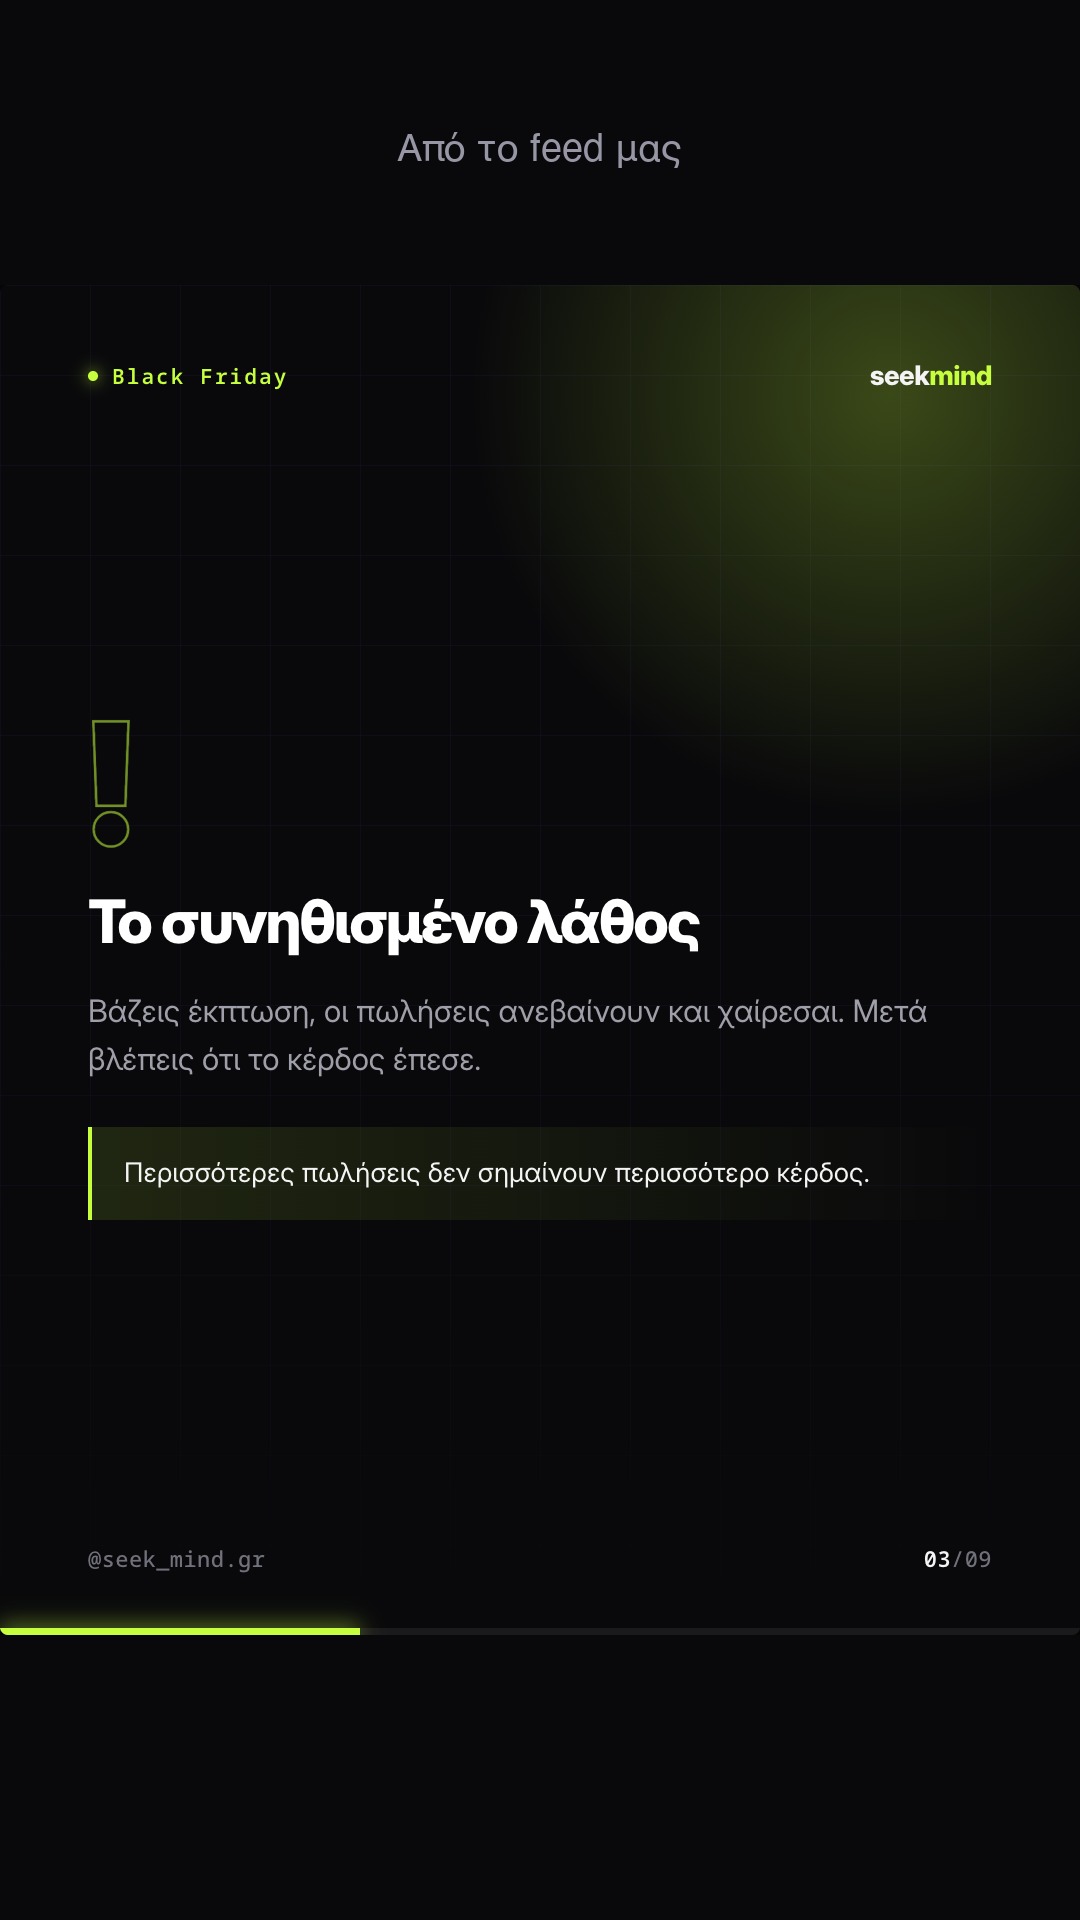 Από το feed μας
Black Friday
seekmind
!
Το συνηθισμένο λάθος
Βάζεις έκπτωση, οι πωλήσεις ανεβαίνουν και χαίρεσαι. Μετά
βλέπεις ότι το κέρδος έπεσε.
Περισσότερες πωλήσεις δεν σημαίνουν περισσότερο κέρδος.
@seek_mind.gr
03/09